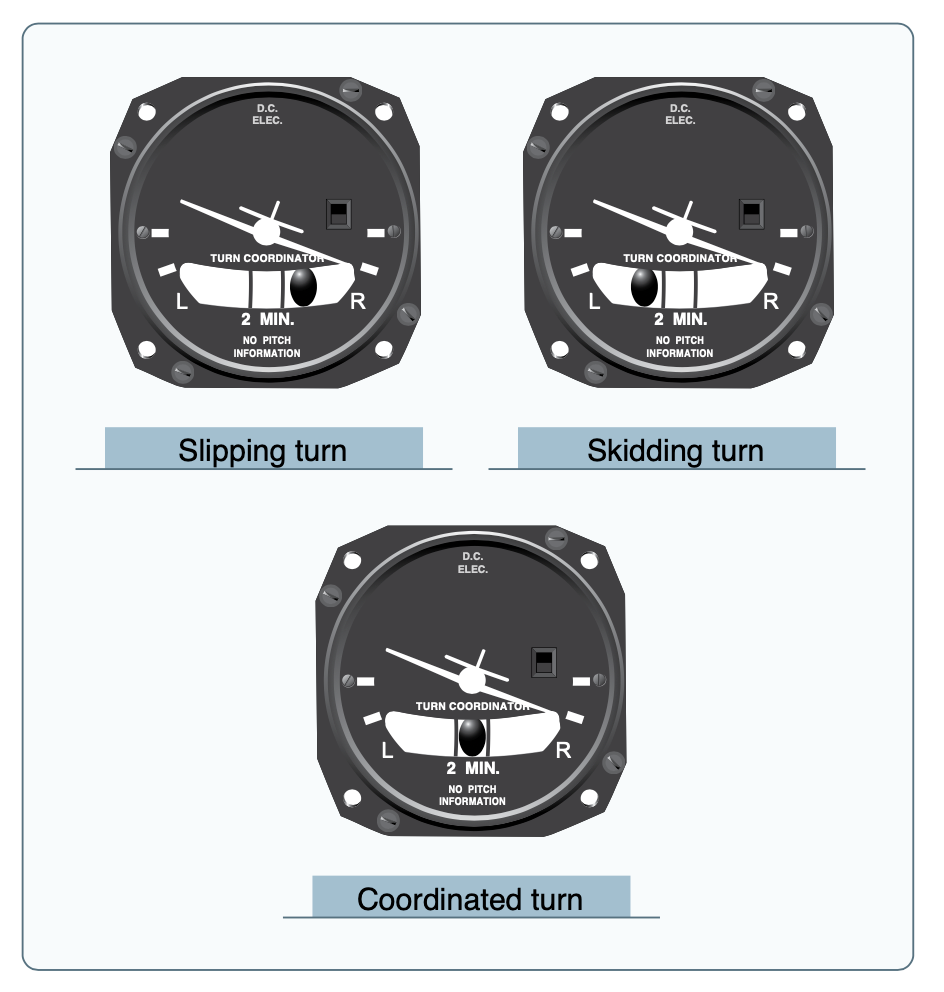 D.C.
ELEC.
TURN COORDINATOR
L
R
2 MIN.
NO PITCH
INFORMATION
Slipping turn
D.C.
ELEC.
TURN COORDINATOR
L
R
2 MIN.
NO PITCH
INFORMATION
Skidding turn
D.C.
ELEC.
TURN COORDINATOR
L
R
2 MIN.
NO PITCH
INFORMATION
Coordinated turn